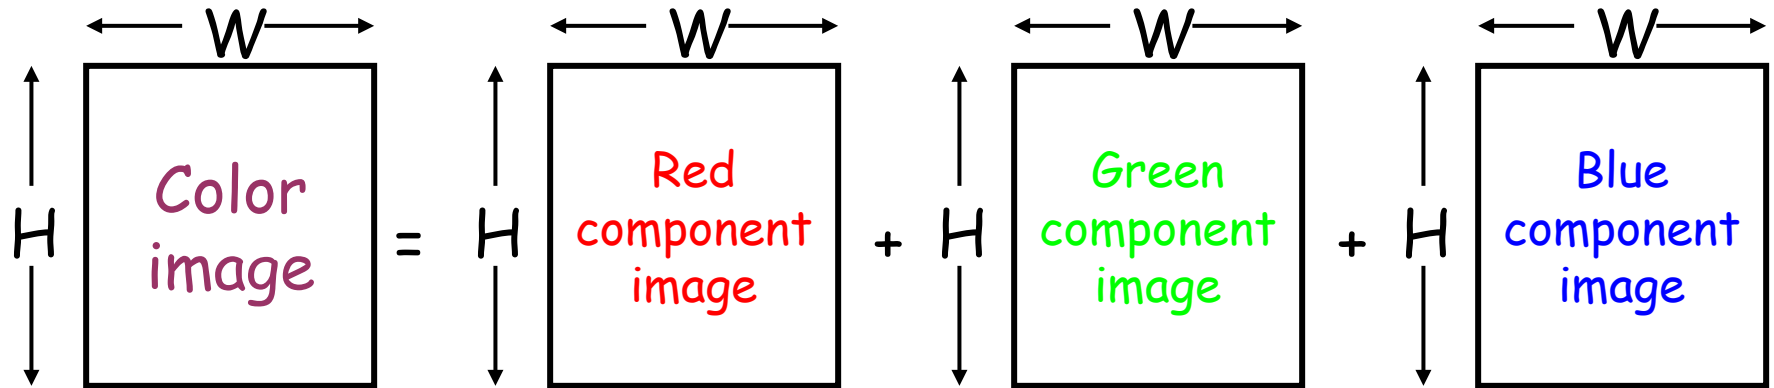 W W W W
H Color image = H Red component image + H Green component image + H Blue component image